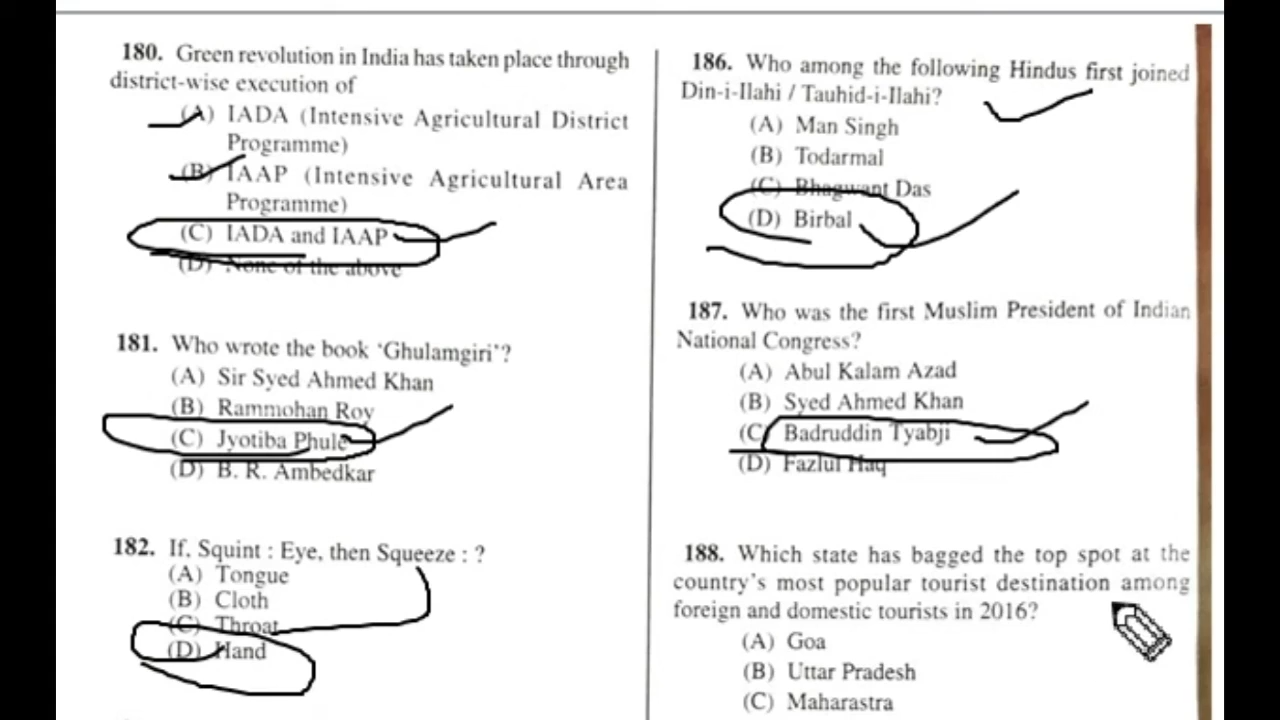 180. Green revolution in India has taken place through
district-wise execution of
(A) IADA (Intensive Agricultural District
Programme)
(B) IAAP (Intensive Agricultural Area
Programme)
(C) IADA and IAAP
(D) None of the above
181. Who wrote the book ‘Ghulamgiri’?
(A) Sir Syed Ahmed Khan
(B) Rammohan Roy
(C) Jyotiba Phule
(D) B. R. Ambedkar
182. If, Squint : Eye, then Squeeze : ?
(A) Tongue
(B) Cloth
(C) Throat
(D) Hand
186. Who among the following Hindus first joined
Din-i-Ilahi / Tauhid-i-Ilahi?
(A) Man Singh
(B) Todarmal
(C) Bhagwant Das
(D) Birbal
187. Who was the first Muslim President of Indian
National Congress?
(A) Abul Kalam Azad
(B) Syed Ahmed Khan
(C) Badruddin Tyabji
(D) Fazlul Haq
188. Which state has bagged the top spot at the
country's most popular tourist destination among
foreign and domestic tourists in 2016?
(A) Goa
(B) Uttar Pradesh
(C) Maharastra